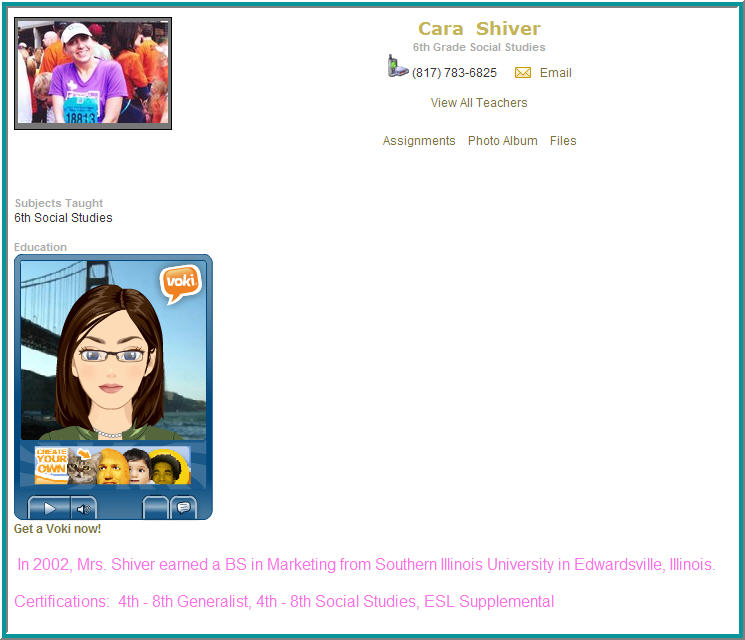 Cara Shiver
6th Grade Social Studies
(817) 783-6825 Email
View All Teachers
Assignments Photo Album Files
18813
Subjects Taught
6th Social Studies
Education
voki
CREATE
YOUR
OWN
Get a Voki now!
In 2002, Mrs. Shiver earned a BS in Marketing from Southern Illinois University in Edwardsville, Illinois.
Certifications: 4th - 8th Generalist, 4th - 8th Social Studies, ESL Supplemental